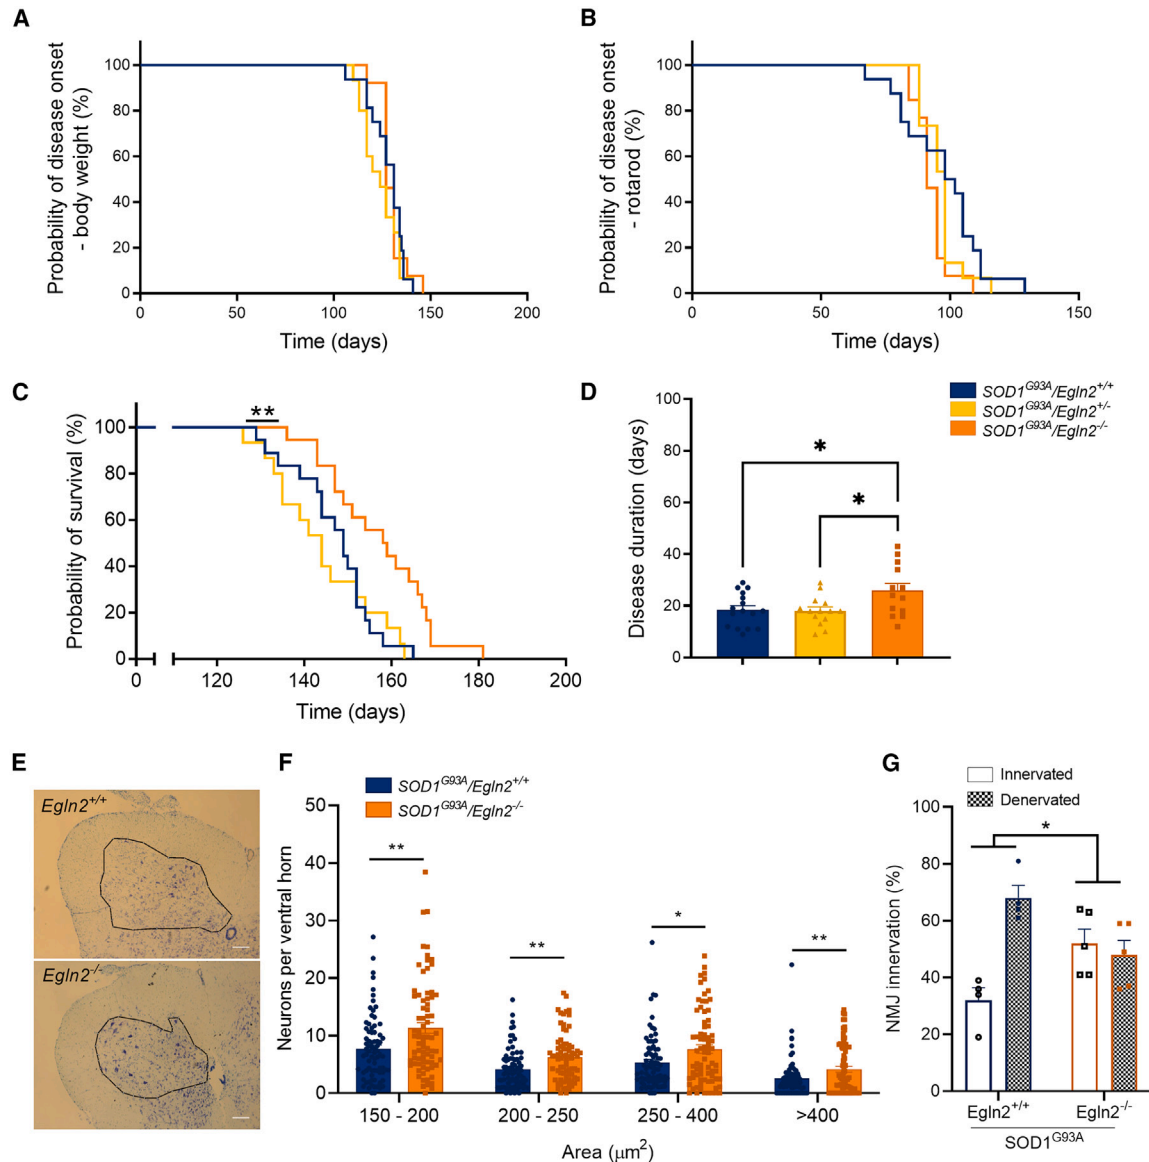 A
Probability of disease onset
- body weight (%)
100
80
60
40
20
0
0 50 100 150 200
Time (days)
B
Probability of disease onset
- rotarod (%)
100
80
60
40
20
0
0 50 100 150
Time (days)
C
Probability of survival (%)
**
100
80
60
40
20
0
0 120 140 160 180 200
Time (days)
D
SOD1G93A/Egln2+/+
SOD1G93A/Egln2+/-
SOD1G93A/Egln2-/-
Disease duration (days)
100
80
60
40
20
0
*
*
E
Egln2+/+
Egln2-/-
F
SOD1G93A/Egln2+/+
SOD1G93A/Egln2-/-
Neurons per ventral horn
50
40
30
20
10
0
**
**
*
**
150 - 200 200 - 250 250 - 400 >400
Area (μm2)
G
Innervated
Denervated
NMJ innervation (%)
100
80
60
40
20
0
*
Egln2+/+ Egln2-/-
SOD1G93A